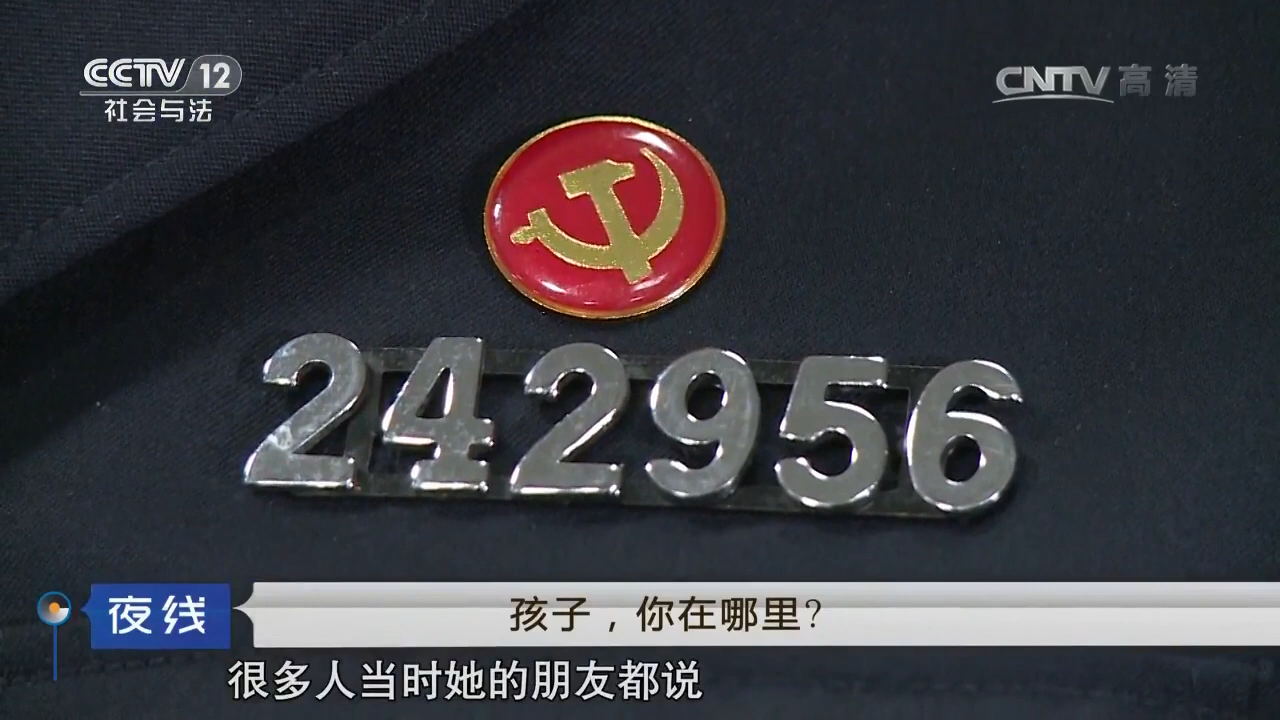 CCTV 12
社会与法
CNTV 高清
242956
夜线
孩子，你在哪里?
很多人当时她的朋友都说